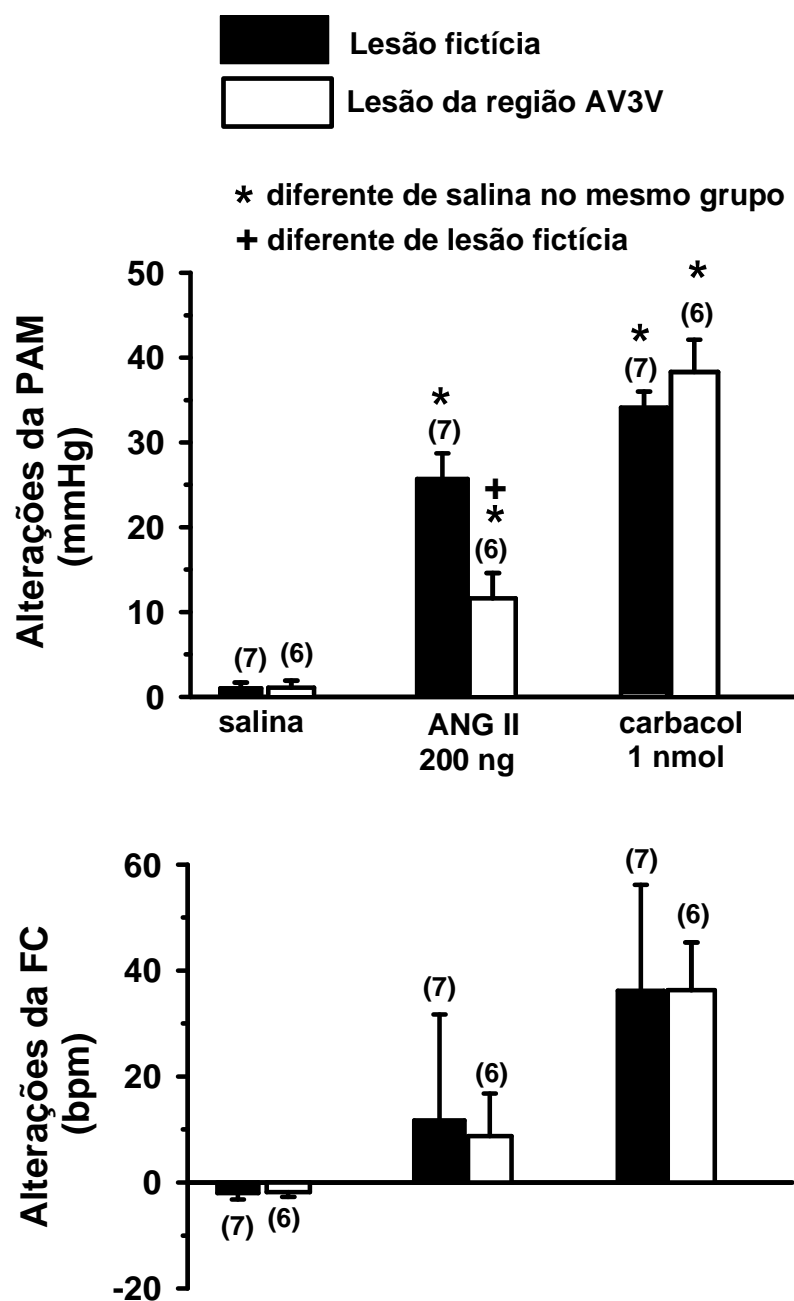 Lesão fictícia
Lesão da região AV3V
* diferente de salina no mesmo grupo
+ diferente de lesão fictícia
Alterações da PAM
(mmHg)
50
40
30
20
10
0
(7) (6)
*
(7)
+
*
(6)
*
(7)
*
(6)
salina
ANG II
200 ng
carbacol
1 nmol
Alterações da FC
(bpm)
60
40
20
0
-20
(7) (6)
(7)
(6)
(7)
(6)